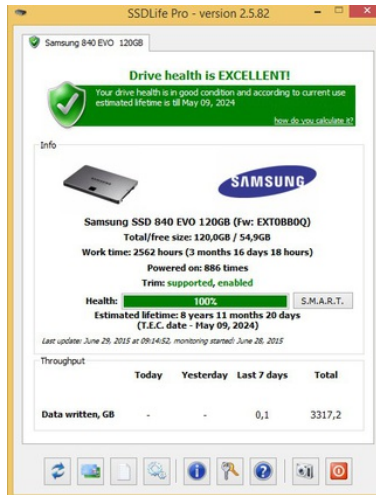 SSDLife Pro - version 2.5.82
Samsung 840 EVO 120GB
Drive health is EXCELLENT!
Your drive health is in good condition and according to current use
estimated lifetime is till May 09, 2024
how do you calculate it?
Info
SAMSUNG
SAMSUNG
Samsung SSD 840 EVO 120GB (Fw: EXT0BB0Q)
Total/free size: 120,0GB / 54,9GB
Work time: 2562 hours (3 months 16 days 18 hours)
Powered on: 886 times
Trim: supported, enabled
Health: 100% S.M.A.R.T.
Estimated lifetime: 8 years 11 months 20 days
(T.E.C. date - May 09, 2024)
Last update: June 29, 2015 at 09:14:52, monitoring started: June 28, 2015
Throughput
Today Yesterday Last 7 days Total
Data written, GB - - 0,1 3317,2